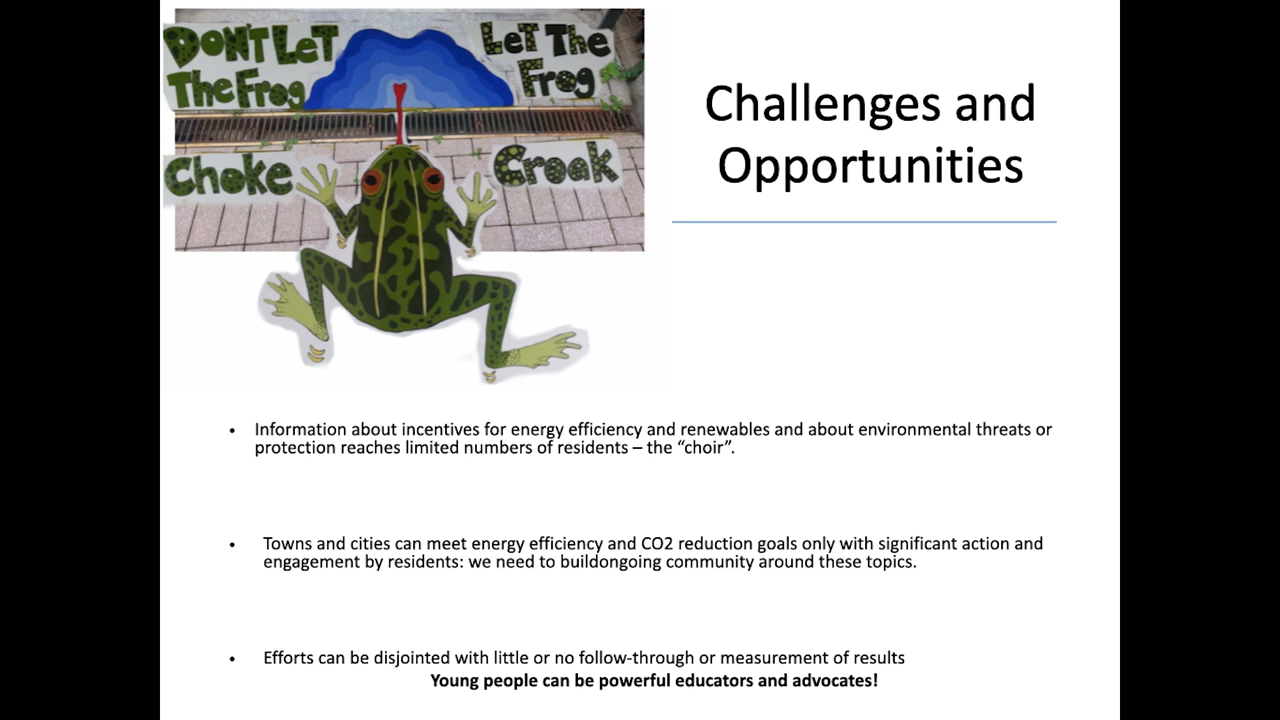 DON'T LeT
The Frog
Choke
LeT The
Frog
Croak
Challenges and
Opportunities
• Information about incentives for energy efficiency and renewables and about environmental threats or
protection reaches limited numbers of residents – the “choir”.
• Towns and cities can meet energy efficiency and CO2 reduction goals only with significant action and
engagement by residents: we need to buildongoing community around these topics.
• Efforts can be disjointed with little or no follow-through or measurement of results
Young people can be powerful educators and advocates!